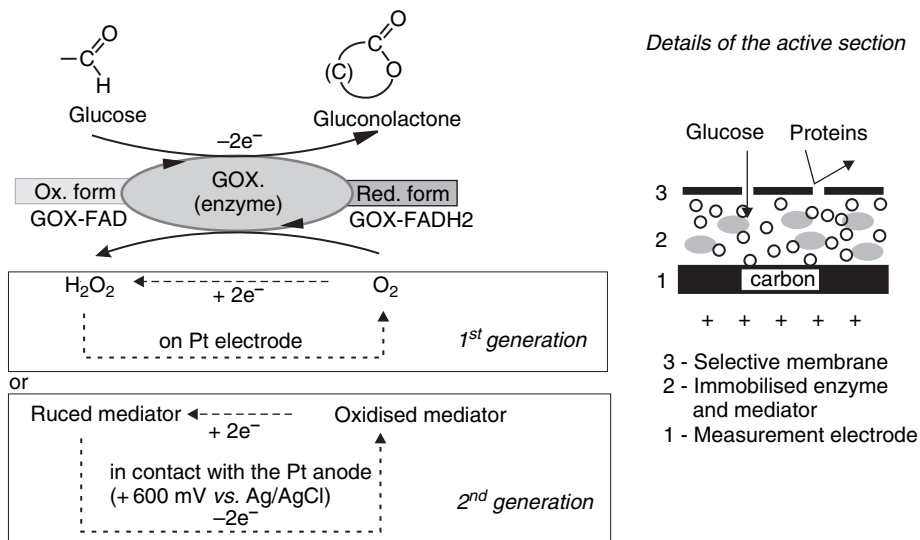 O
C
H
Glucose
O
C
(C)
O
Gluconolactone
–2e⁻
Ox. form
GOX-FAD
GOX.
(enzyme)
Red. form
GOX-FADH2
H₂O₂
+ 2e⁻
O₂
on Pt electrode
1ˢᵗ generation
or
Ruced mediator
+ 2e⁻
Oxidised mediator
in contact with the Pt anode
(+ 600 mV vs. Ag/AgCl)
–2e⁻
2ⁿᵈ generation
Details of the active section
Glucose
Proteins
3
2
1
carbon
+ + + + +
3 - Selective membrane
2 - Immobilised enzyme
and mediator
1 - Measurement electrode